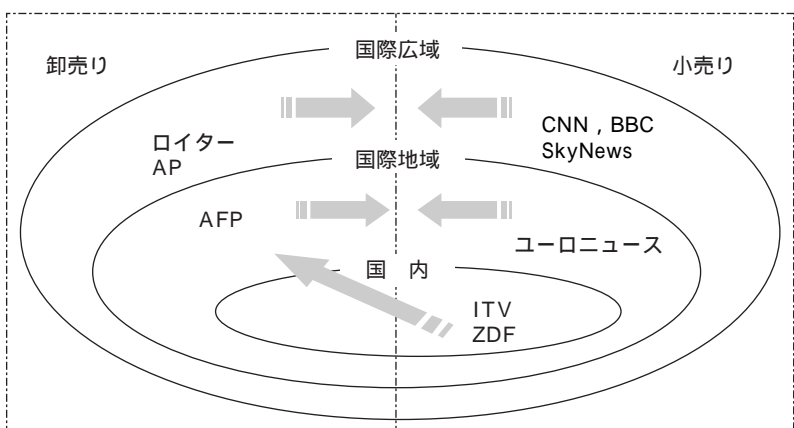 国際広域
卸売り
小売り
CNN , BBC
SkyNews
ロイター
AP
国際地域
AFP
ユーロニュース
国 内
ITV
ZDF